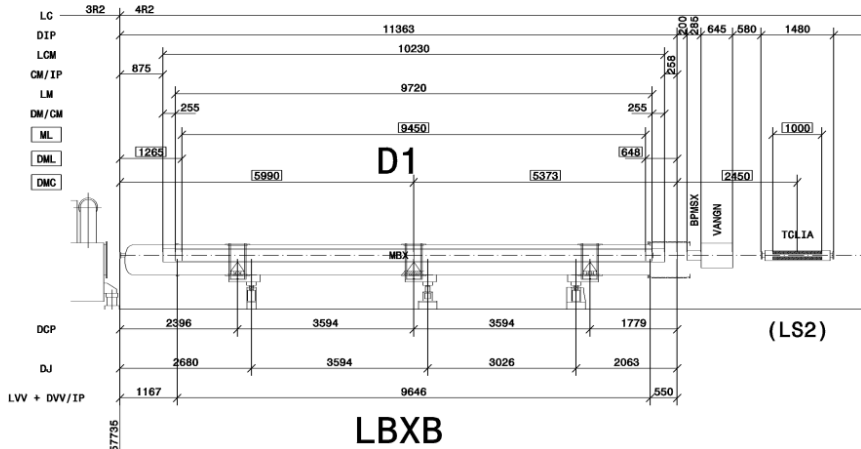 LC 3R2 4R2
DIP 11363 200 285 645 580 1480
LCM 10230
CM/IP 875 258
LM 9720
DM/CM 255 255
ML 9450 1000
DML 1265 648
D1
DMC 5990 5373 2450
BPMSX
VANGN
TCLIA
MBX
DCP 2396 3594 3594 1779
(LS2)
DJ 2680 3594 3026 2063
LVV + DVV/IP 1167 9646 550
LBXB